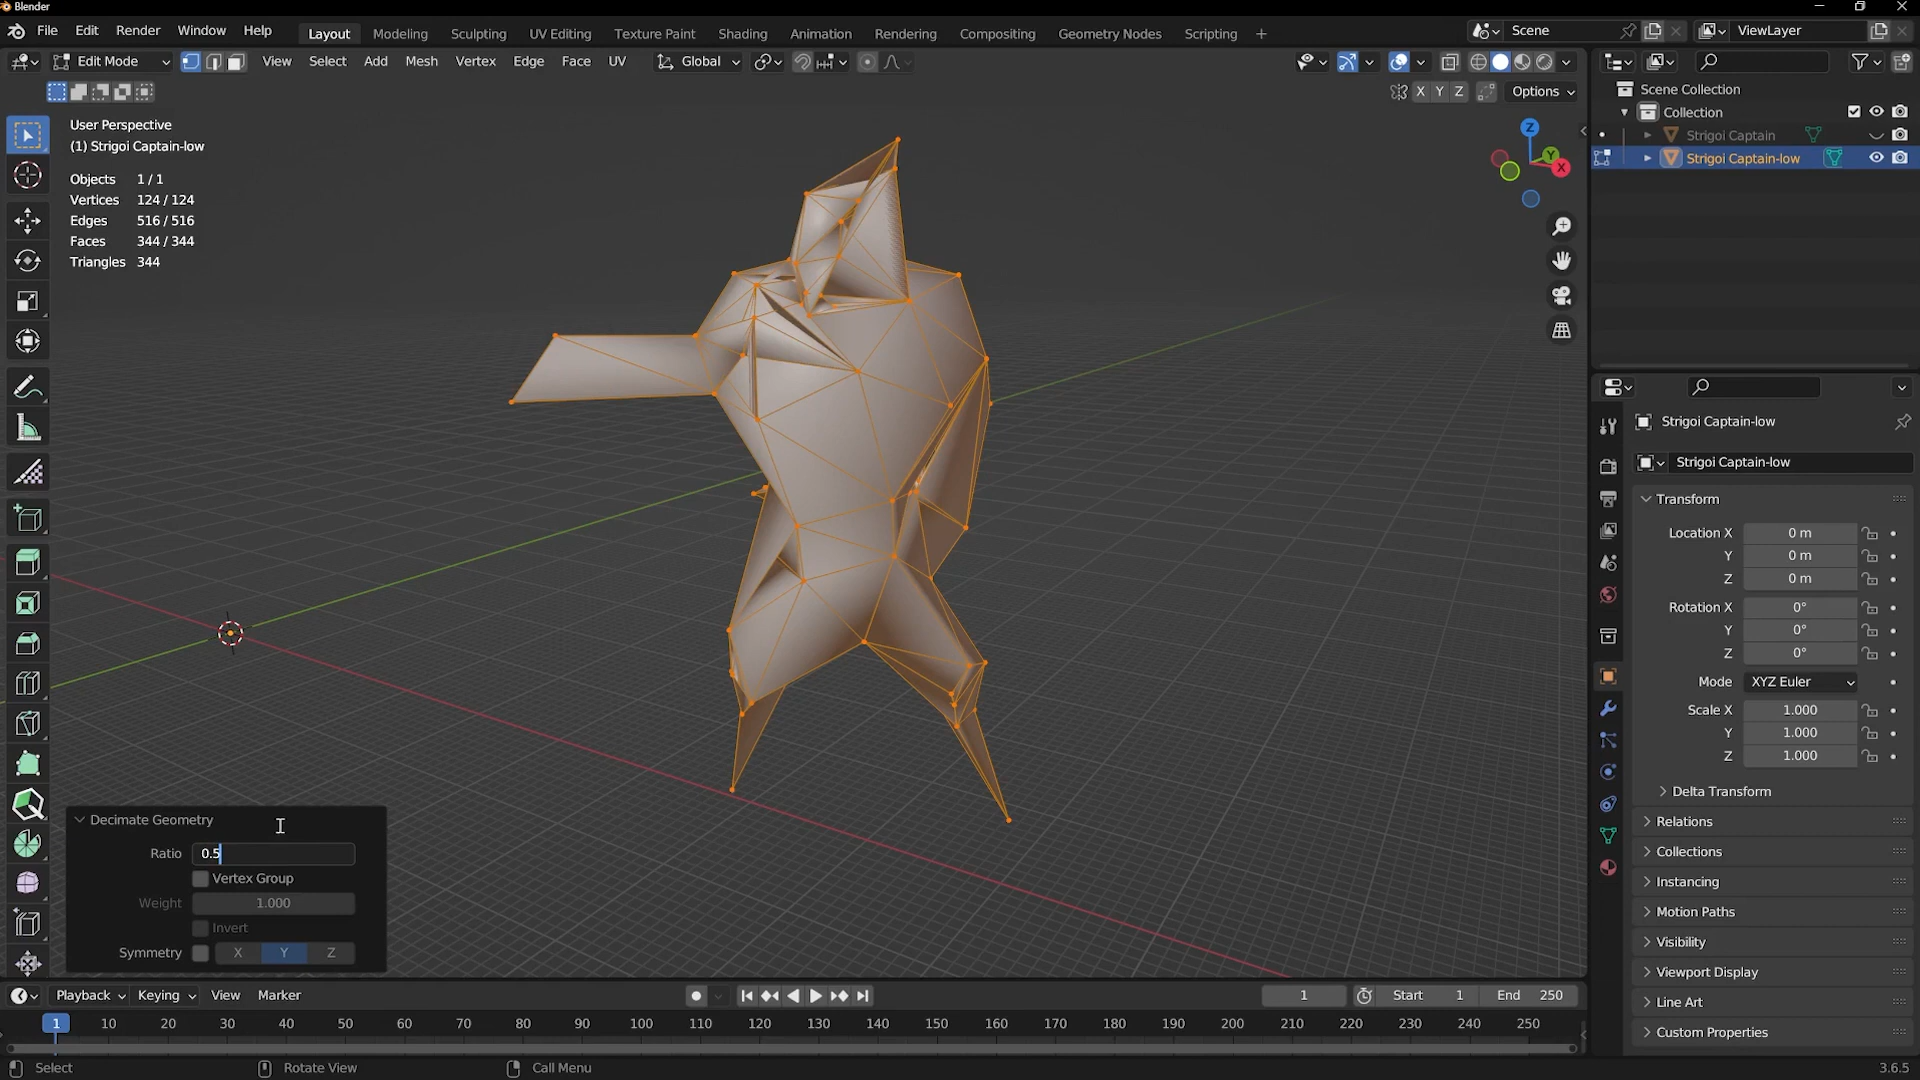 Blender
File Edit Render Window Help
Layout Modeling Sculpting UV Editing Texture Paint Shading Animation Rendering Compositing Geometry Nodes Scripting +
Scene
ViewLayer
Edit Mode View Select Add Mesh Vertex Edge Face UV Global
X Y Z Options
User Perspective
(1) Strigoi Captain-low
Objects 1 / 1
Vertices 124 / 124
Edges 516 / 516
Faces 344 / 344
Triangles 344
Z
Y
X
Scene Collection
Collection
Strigoi Captain
Strigoi Captain-low
Strigoi Captain-low
Strigoi Captain-low
Transform
Location X 0 m
Y 0 m
Z 0 m
Rotation X 0°
Y 0°
Z 0°
Mode XYZ Euler
Scale X 1.000
Y 1.000
Z 1.000
Delta Transform
Relations
Collections
Instancing
Motion Paths
Visibility
Viewport Display
Line Art
Custom Properties
Decimate Geometry
Ratio 0.5
Vertex Group
Weight 1.000
Invert
Symmetry X Y Z
Playback Keying View Marker
1
Start 1 End 250
1 10 20 30 40 50 60 70 80 90 100 110 120 130 140 150 160 170 180 190 200 210 220 230 240 250
Select Rotate View Call Menu
3.6.5